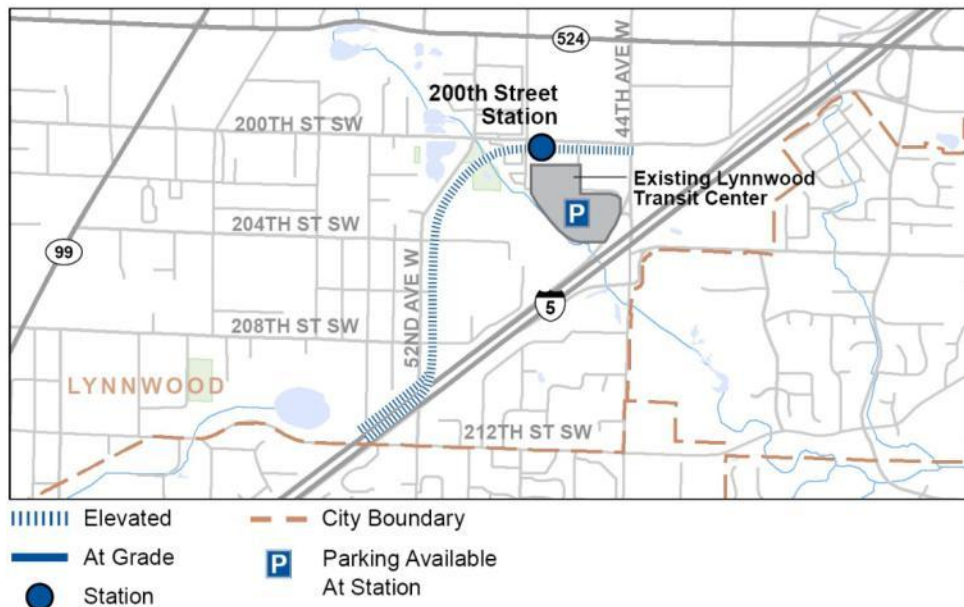 524
44TH AVE W
200th Street
Station
200TH ST SW
Existing Lynnwood
Transit Center
P
204TH ST SW
99
52ND AVE W
5
208TH ST SW
LYNNWOOD
212TH ST SW
Elevated
City Boundary
At Grade
P
Parking Available
At Station
Station